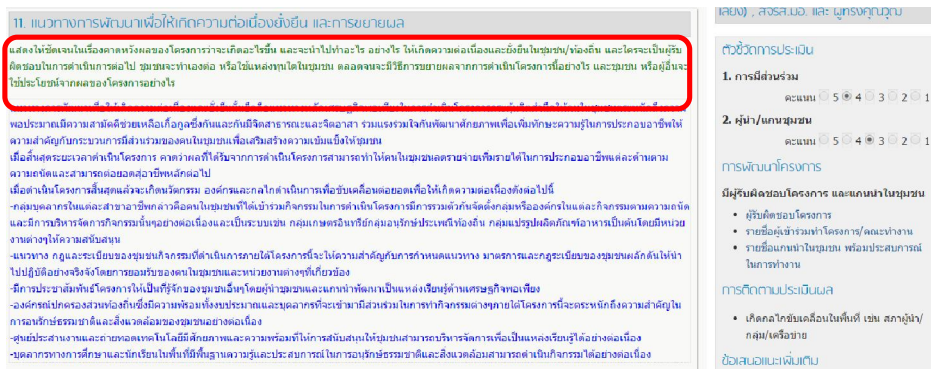 11. แนวทางการพัฒนาเพื่อให้เกิดความต่อเนื่องยั่งยืน และการขยายผล
แสดงให้ชัดเจนในเรื่องคาดหวังผลของโครงการว่าจะเกิดอะไรขึ้น และจะนำไปทำอะไร อย่างไร ให้เกิดความต่อเนื่องและยั่งยืนในชุมชน/ท้องถิ่น และใครจะเป็นผู้รับ
ผิดชอบในการดำเนินการต่อไป ชุมชนจะทำเองต่อ หรือใช้แหล่งทุนใดในชุมชน ตลอดจนจะมีวิธีการขยายผลจากการดำเนินโครงการนี้อย่างไร และชุมชน หรือผู้อื่นจะ
ใช้ประโยชน์จากผลของโครงการอย่างไร
พอประมาณมีความสามัคคีช่วยเหลือเกื้อกูลซึ่งกันและกันมีจิตสาธารณะและจิตอาสา ร่วมแรงร่วมใจกันพัฒนาศักยภาพเพื่อเพิ่มทักษะความรู้ในการประกอบอาชีพให้
ความสำคัญกับกระบวนการมีส่วนร่วมของคนในชุมชนเพื่อเสริมสร้างความเข้มแข็งให้ชุมชน
เมื่อสิ้นสุดระยะเวลาดำเนินโครงการ คาดว่าผลที่ได้รับจากการดำเนินโครงการสามารถทำให้คนในชุมชนลดรายจ่ายเพิ่มรายได้ในการประกอบอาชีพแต่ละด้านตาม
ความถนัดและสามารถต่อยอดสู่อาชีพหลักต่อไป
เมื่อดำเนินโครงการสิ้นสุดแล้วจะเกิดนวัตกรรม องค์กรและกลไกดำเนินการเพื่อขับเคลื่อนต่อยอดเพื่อให้เกิดความต่อเนื่องดังต่อไปนี้
-กลุ่มบุคลากรในแต่ละสาขาอาชีพกล่าวคือคนในชุมชนที่ได้เข้าร่วมกิจกรรมในการดำเนินโครงการมีการรวมตัวกันจัดตั้งกลุ่มหรือองค์กรในแต่ละกิจกรรมตามความถนัด
และมีการบริหารจัดการกิจกรรมนั้นๆอย่างต่อเนื่องและเป็นระบบเช่น กลุ่มเกษตรอินทรีย์กลุ่มอนุรักษ์ประเพณีท้องถิ่น กลุ่มแปรรูปผลิตภัณฑ์อาหารเป็นต้นโดยมีหน่วย
งานต่างๆให้ความสนับสนุน
-แนวทาง กฎและระเบียบของชุมชนกิจกรรมที่ดำเนินการภายใต้โครงการนี้จะให้ความสำคัญกับการกำหนดแนวทาง มาตรการและกฎระเบียบของชุมชนผลักดันให้นำ
ไปปฏิบัติอย่างจริงจังโดยการยอมรับของคนในชุมชนและหน่วยงานต่างๆที่เกี่ยวข้อง
-มีการประชาสัมพันธ์โครงการให้เป็นที่รู้จักของชุมชนอื่นๆโดยผู้นำชุมชนและแกนนำพัฒนาเป็นแหล่งเรียนรู้ด้านเศรษฐกิจพอเพียง
-องค์กรปกครองส่วนท้องถิ่นซึ่งมีความพร้อมทั้งงบประมาณและบุคลากรที่จะเข้ามามีส่วนร่วมในการทำกิจกรรมต่างๆภายใต้โครงการนี้จะตระหนักถึงความสำคัญใน
การอนุรักษ์ธรรมชาติและสิ่งแวดล้อมของชุมชนอย่างต่อเนื่อง
-ศูนย์ประสานงานและถ่ายทอดเทคโนโลยีมีศักยภาพและความพร้อมที่ให้การสนับสนุนให้ชุมชนสามารถบริหารจัดการเพื่อเป็นแหล่งเรียนรู้ได้อย่างต่อเนื่อง
-บุคลากรทางการศึกษาและนักเรียนในพื้นที่มีพื้นฐานความรู้และประสบการณ์ในการอนุรักษ์ธรรมชาติและสิ่งแวดล้อมสามารถดำเนินกิจกรรมได้อย่างต่อเนื่อง
เลียง) , สจรส.มอ. และ ผู้ทรงคุณวุฒิ
ตัวชี้วัดการประเมิน
1. การมีส่วนร่วม
คะแนน 5 4 3 2 1
2. ผู้นำ/แกนชุมชน
คะแนน 5 4 3 2 1
การพัฒนาโครงการ
มีผู้รับผิดชอบโครงการ และแกนนำในชุมชน
• ผู้รับผิดชอบโครงการ
• รายชื่อผู้เข้าร่วมทำโครงการ/คณะทำงาน
• รายชื่อแกนนำในชุมชน พร้อมประสบการณ์
ในการทำงาน
การติดตามประเมินผล
• เกิดกลไกขับเคลื่อนในพื้นที่ เช่น สภาผู้นำ/
กลุ่ม/เครือข่าย
ข้อเสนอแนะเพิ่มเติม